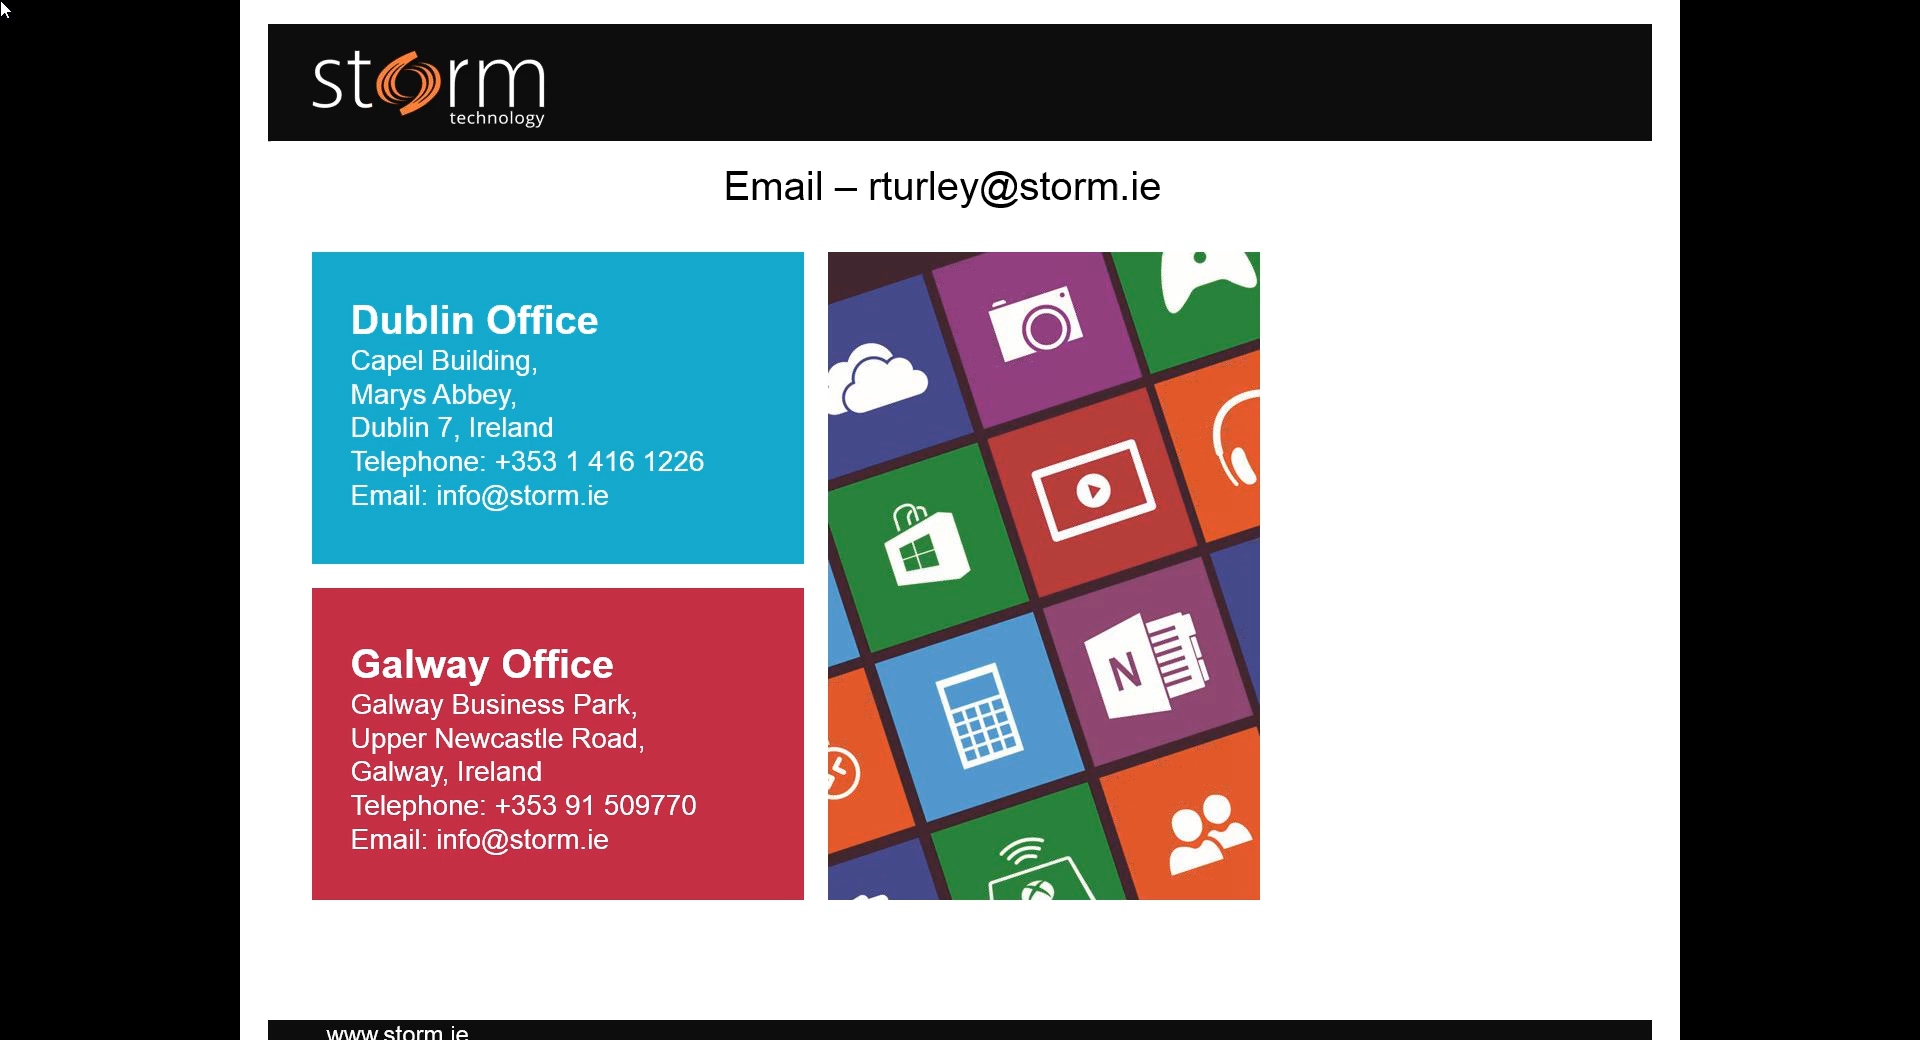 storm
technology
Email – rturley@storm.ie
Dublin Office
Capel Building,
Marys Abbey,
Dublin 7, Ireland
Telephone: +353 1 416 1226
Email: info@storm.ie
Galway Office
Galway Business Park,
Upper Newcastle Road,
Galway, Ireland
Telephone: +353 91 509770
Email: info@storm.ie
N
www.storm.ie